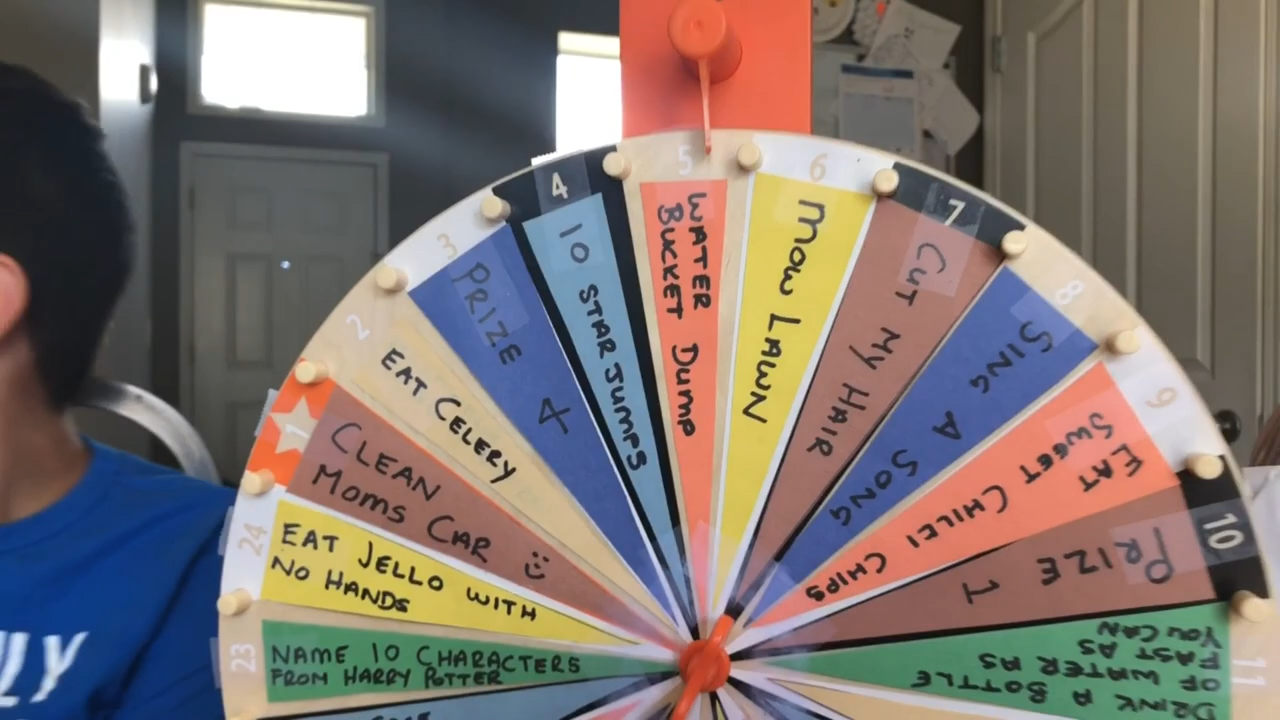 5
WATER
BUCKET DUMP
6
MOW LAWN
7
CUT MY HAIR
8
SING A SONG
9
EAT
SWEET CHILEI CHIPS
10
PRIZE 1
11
DRINK A BOTTLE
OF WATER AS
FAST AS
YOU CAN
4
10 STAR JUMPS
3
PRIZE 4
2
EAT CELERY
1
CLEAN
MOMS CAR
24
EAT JELLO WITH
NO HANDS
23
NAME 10 CHARACTERS
FROM HARRY POTTER
LY